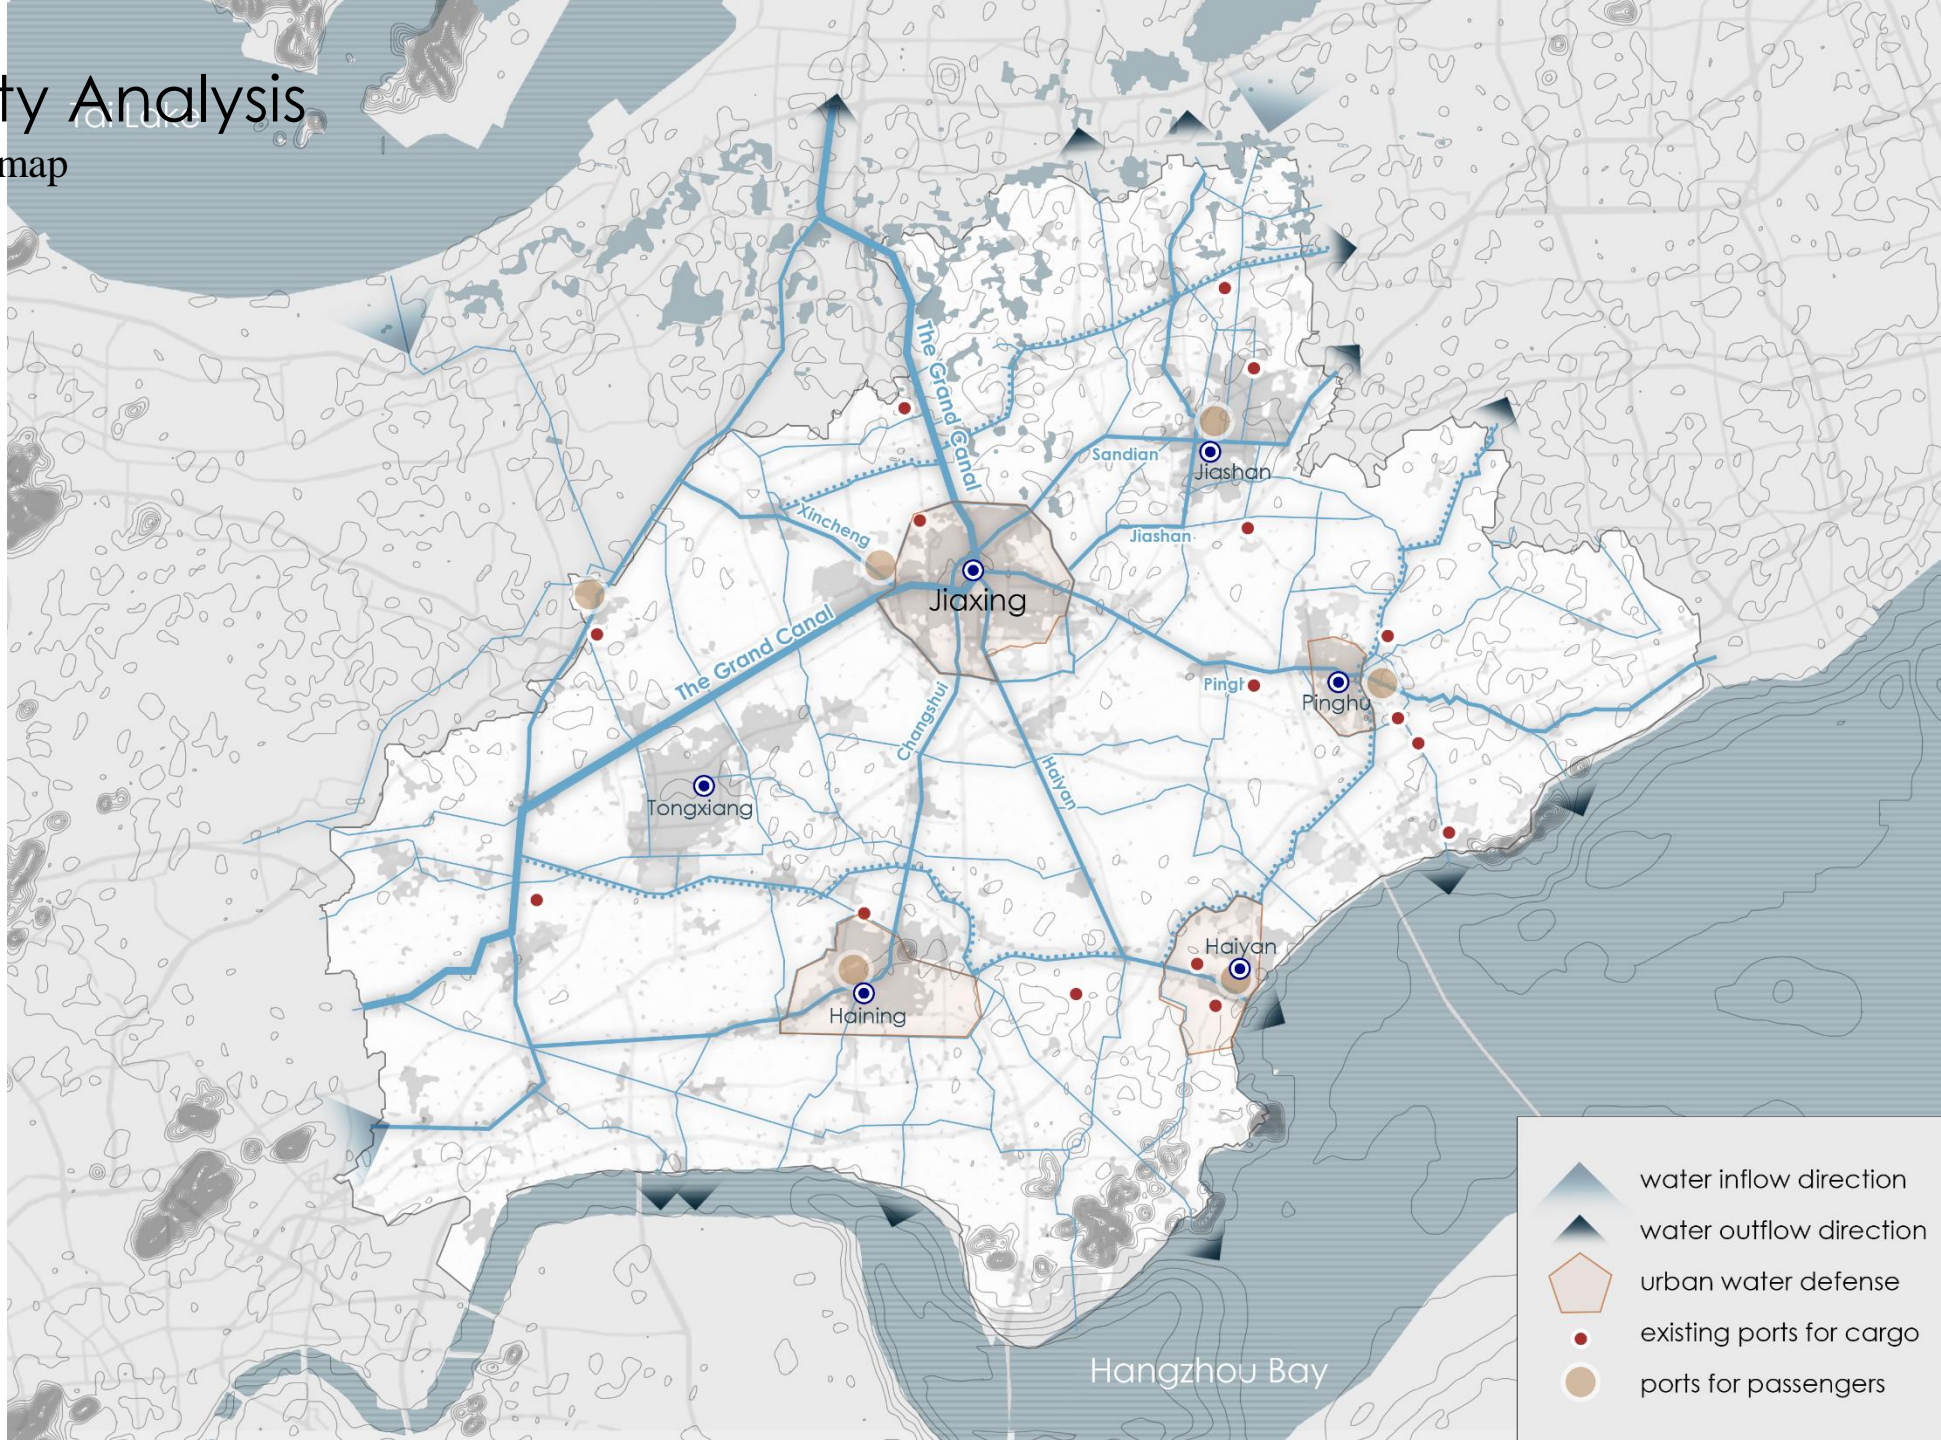 ty Analysis
Tai Lake
map
The Grand Canal
Sandian
Jiashan
Xincheng
Jiashan
Jiaxing
The Grand Canal
Pingh
Pinghu
Changshui
Haiyan
Tongxiang
Haiyan
Haining
water inflow direction
water outflow direction
urban water defense
existing ports for cargo
ports for passengers
Hangzhou Bay